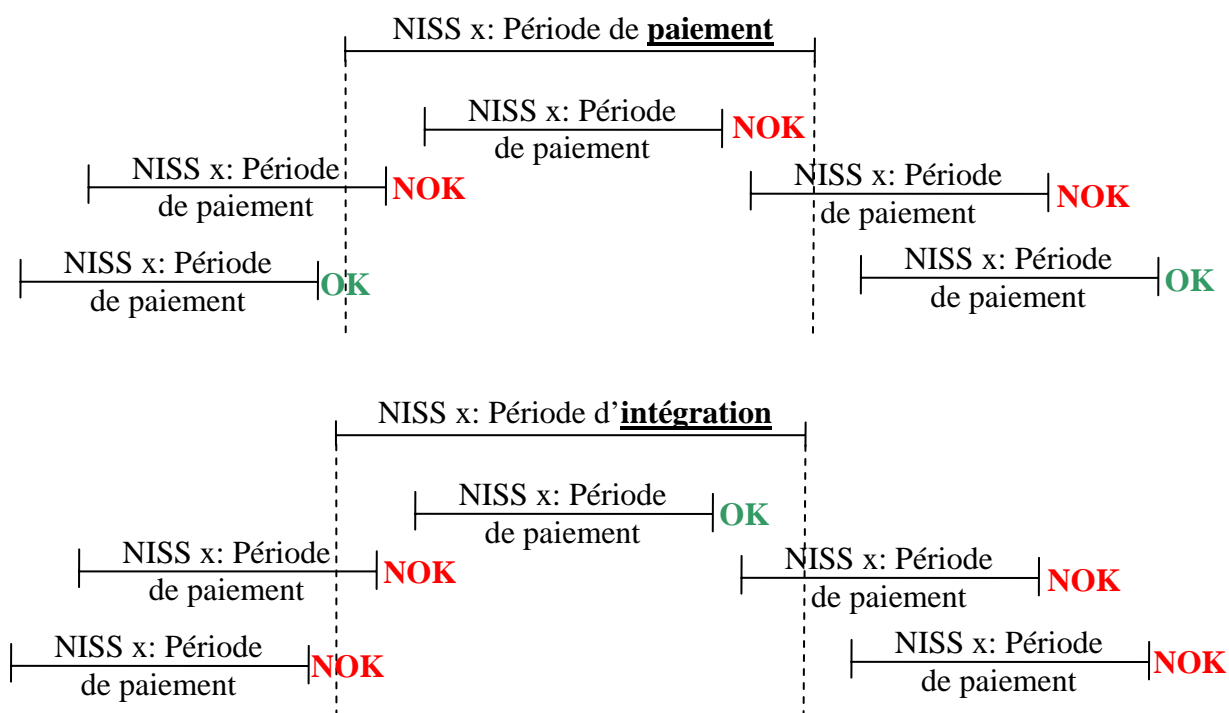 NISS x: Période de paiement
NISS x: Période
de paiement
NOK
NISS x: Période
de paiement
NOK
NISS x: Période
de paiement
NOK
NISS x: Période
de paiement
OK
NISS x: Période
de paiement
OK
NISS x: Période d’intégration
NISS x: Période
de paiement
OK
NISS x: Période
de paiement
NOK
NISS x: Période
de paiement
NOK
NISS x: Période
de paiement
NOK
NISS x: Période
de paiement
NOK